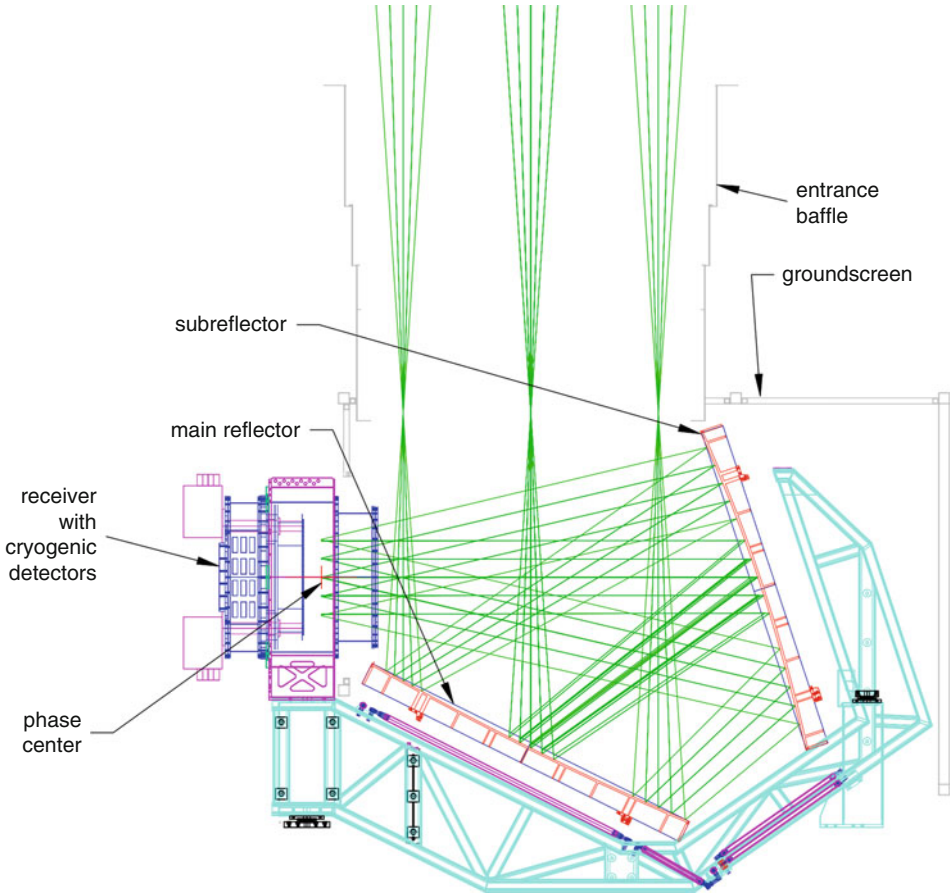 entrance
baffle
groundscreen
subreflector
main reflector
receiver
with
cryogenic
detectors
phase
center